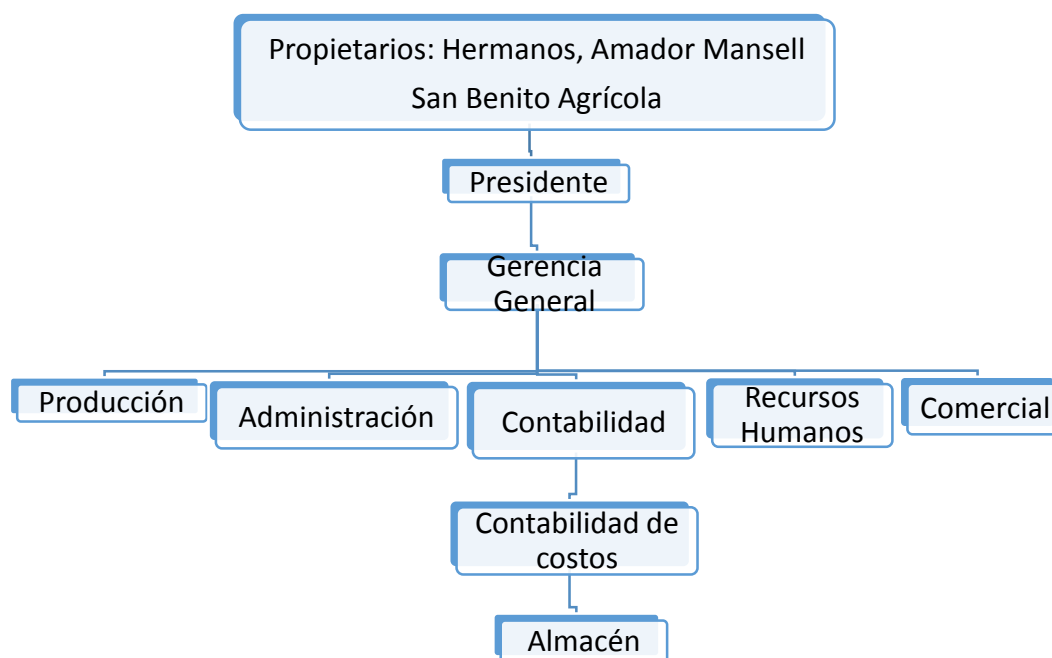 Propietarios: Hermanos, Amador Mansell
San Benito Agrícola
Presidente
Gerencia
General
Producción
Administración
Contabilidad
Recursos
Humanos
Comercial
Contabilidad de
costos
Almacén